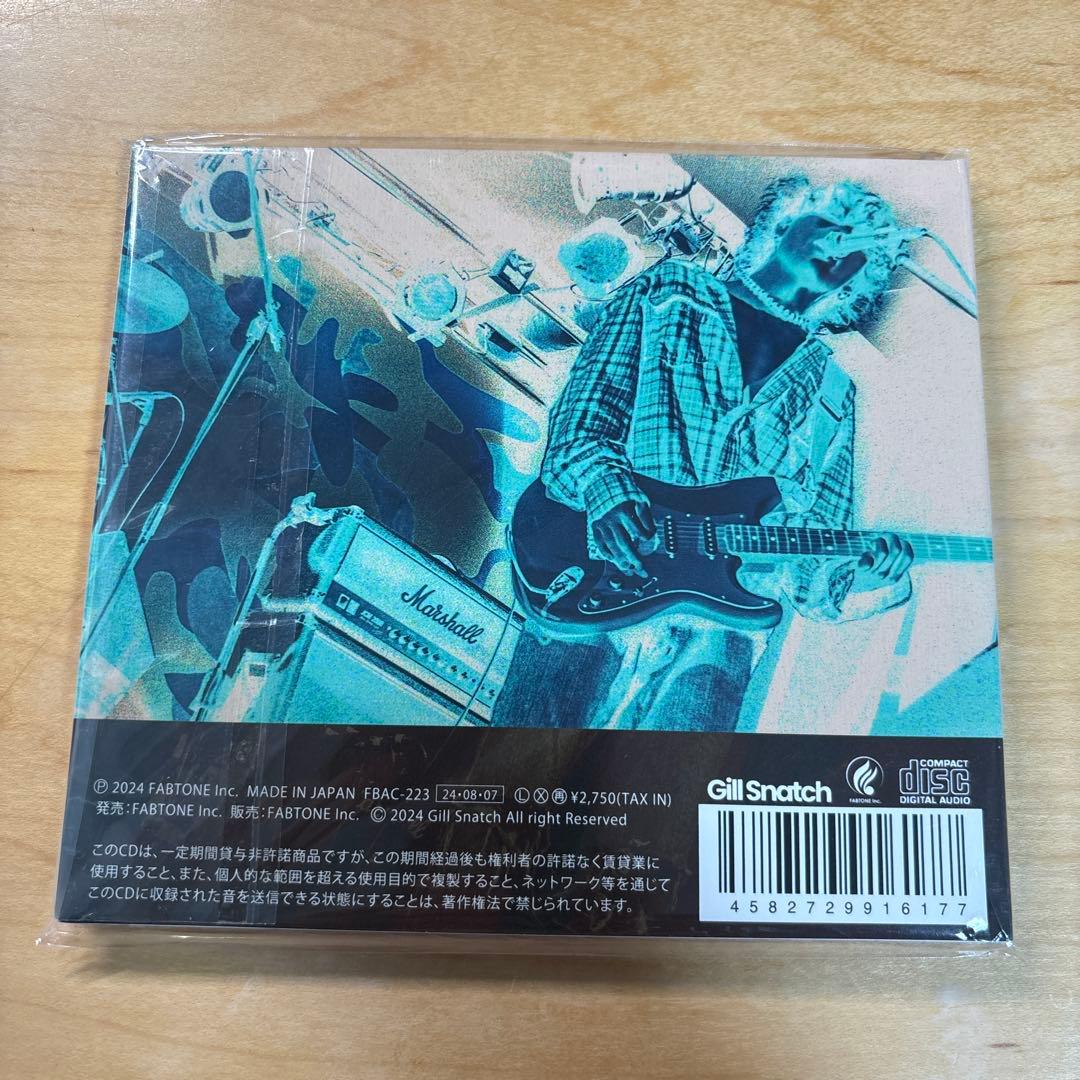 Marshall
Ⓟ 2024 FABTONE Inc. MADE IN JAPAN FBAC-223 24・08・07 Ⓛ Ⓧ ㊢ ¥2,750(TAX IN)
発売：FABTONE Inc. 販売：FABTONE Inc. Ⓒ 2024 Gill Snatch All right Reserved
このCDは、一定期間貸与非許諾商品ですが、この期間経過後も権利者の許諾なく賃貸業に
使用すること、また、個人的な範囲を超える使用目的で複製すること、ネットワーク等を通じて
このCDに収録された音を送信できる状態にすることは、著作権法で禁じられています。
Gill Snatch
FABTONE Inc.
COMPACT
disc
DIGITAL AUDIO
4582729916177